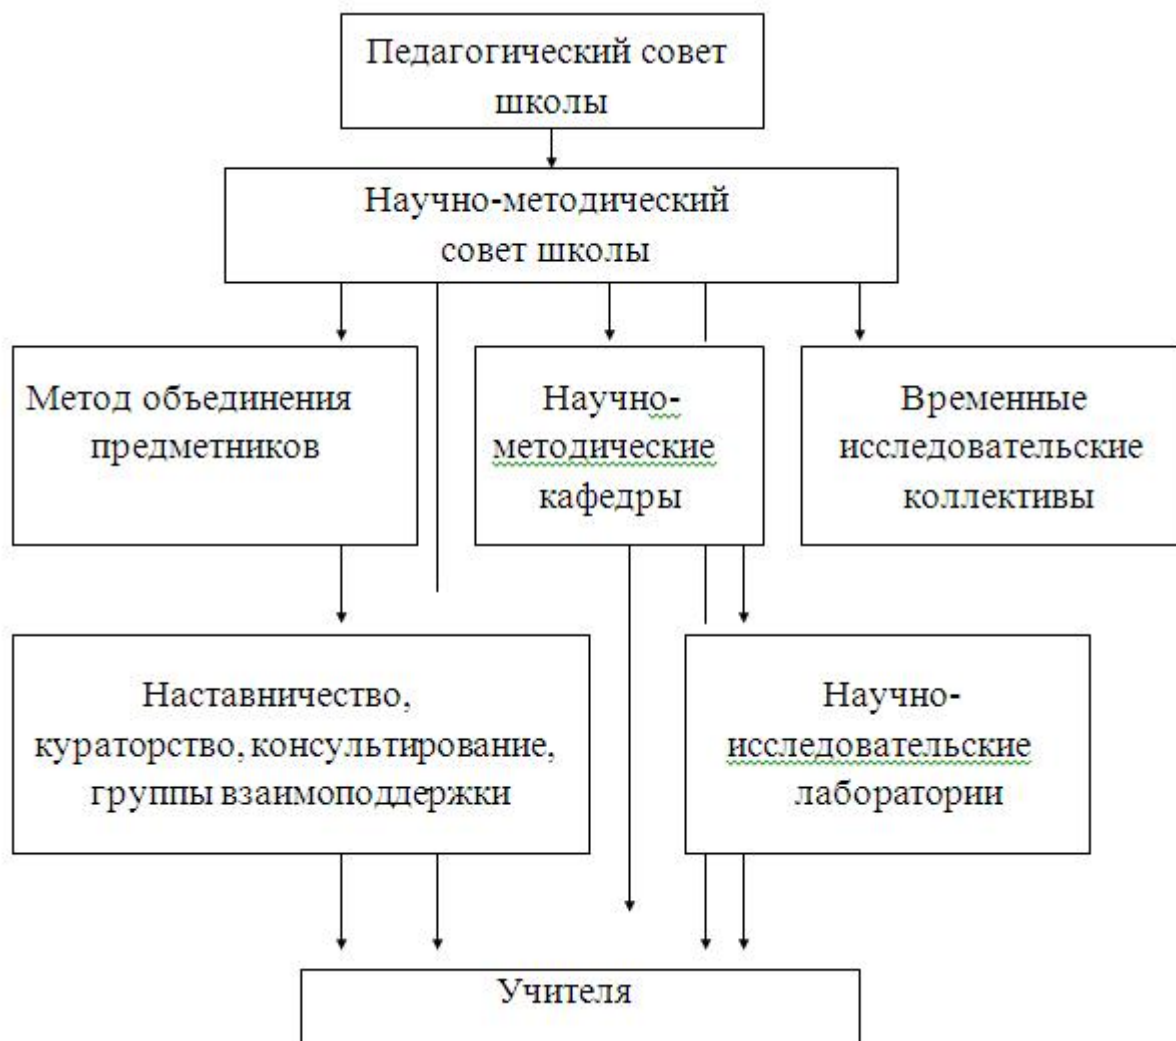 Педагогический совет
школы
Научно-методический
совет школы
Метод объединения
предметников
Научно-
методические
кафедры
Временные
исследовательские
коллективы
Наставничество,
кураторство, консультирование,
группы взаимоподдержки
Научно-
исследовательские
лаборатории
Учителя